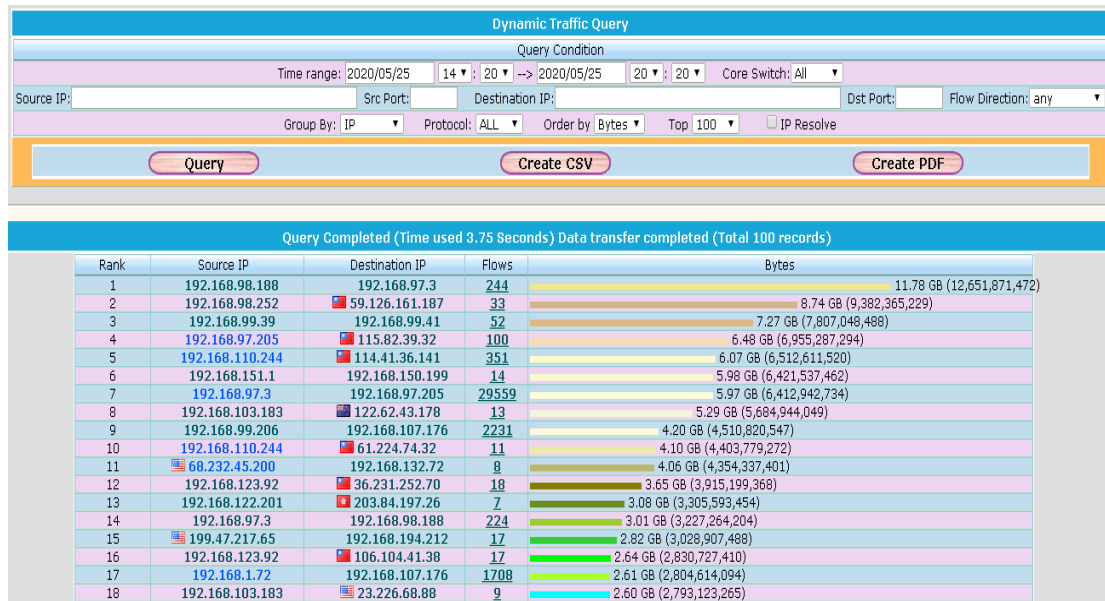 Dynamic Traffic Query
Query Condition
Time range: 2020/05/25 14 : 20 --> 2020/05/25 20 : 20 Core Switch: All
Source IP: Src Port: Destination IP: Dst Port: Flow Direction: any
Group By: IP Protocol: ALL Order by Bytes Top 100 IP Resolve
Query Create CSV Create PDF
Query Completed (Time used 3.75 Seconds) Data transfer completed (Total 100 records)
Rank Source IP Destination IP Flows Bytes
1 192.168.98.188 192.168.97.3 244 11.78 GB (12,651,871,472)
2 192.168.98.252 59.126.161.187 33 8.74 GB (9,382,365,229)
3 192.168.99.39 192.168.99.41 52 7.27 GB (7,807,048,488)
4 192.168.97.205 115.82.39.32 100 6.48 GB (6,955,287,294)
5 192.168.110.244 114.41.36.141 351 6.07 GB (6,512,611,520)
6 192.168.151.1 192.168.150.199 14 5.98 GB (6,421,537,462)
7 192.168.97.3 192.168.97.205 29559 5.97 GB (6,412,942,734)
8 192.168.103.183 122.62.43.178 13 5.29 GB (5,684,944,049)
9 192.168.99.206 192.168.107.176 2231 4.20 GB (4,510,820,547)
10 192.168.110.244 61.224.74.32 11 4.10 GB (4,403,779,272)
11 68.232.45.200 192.168.132.72 8 4.06 GB (4,354,337,401)
12 192.168.123.92 36.231.252.70 18 3.65 GB (3,915,199,368)
13 192.168.122.201 203.84.197.26 7 3.08 GB (3,305,593,454)
14 192.168.97.3 192.168.98.188 224 3.01 GB (3,227,264,204)
15 199.47.217.65 192.168.194.212 17 2.82 GB (3,028,907,488)
16 192.168.123.92 106.104.41.38 17 2.64 GB (2,830,727,410)
17 192.168.1.72 192.168.107.176 1708 2.61 GB (2,804,614,094)
18 192.168.103.183 23.226.68.88 9 2.60 GB (2,793,123,265)